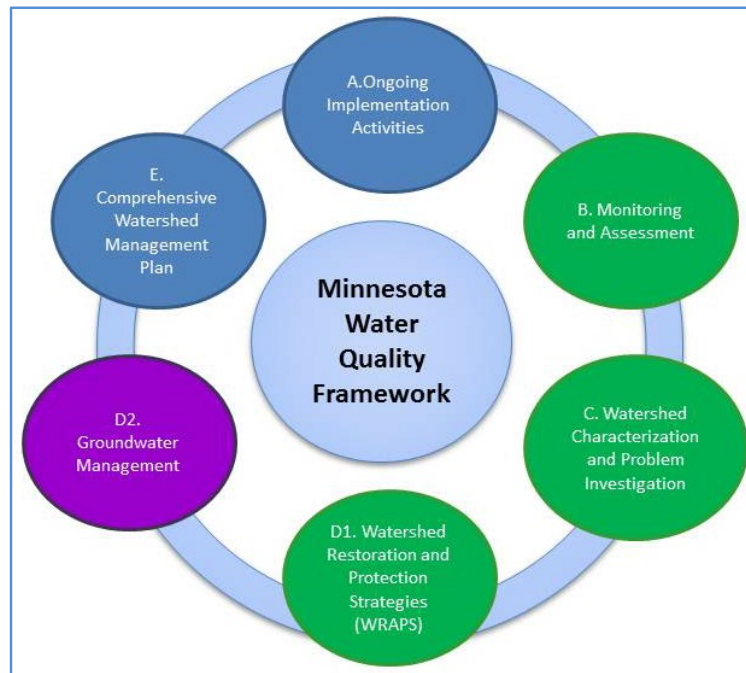 A.Ongoing
Implementation
Activities
B. Monitoring
and Assessment
C. Watershed
Characterization
and Problem
Investigation
D1. Watershed
Restoration and
Protection
Strategies
(WRAPS)
D2.
Groundwater
Management
E.
Comprehensive
Watershed
Management
Plan
Minnesota
Water
Quality
Framework